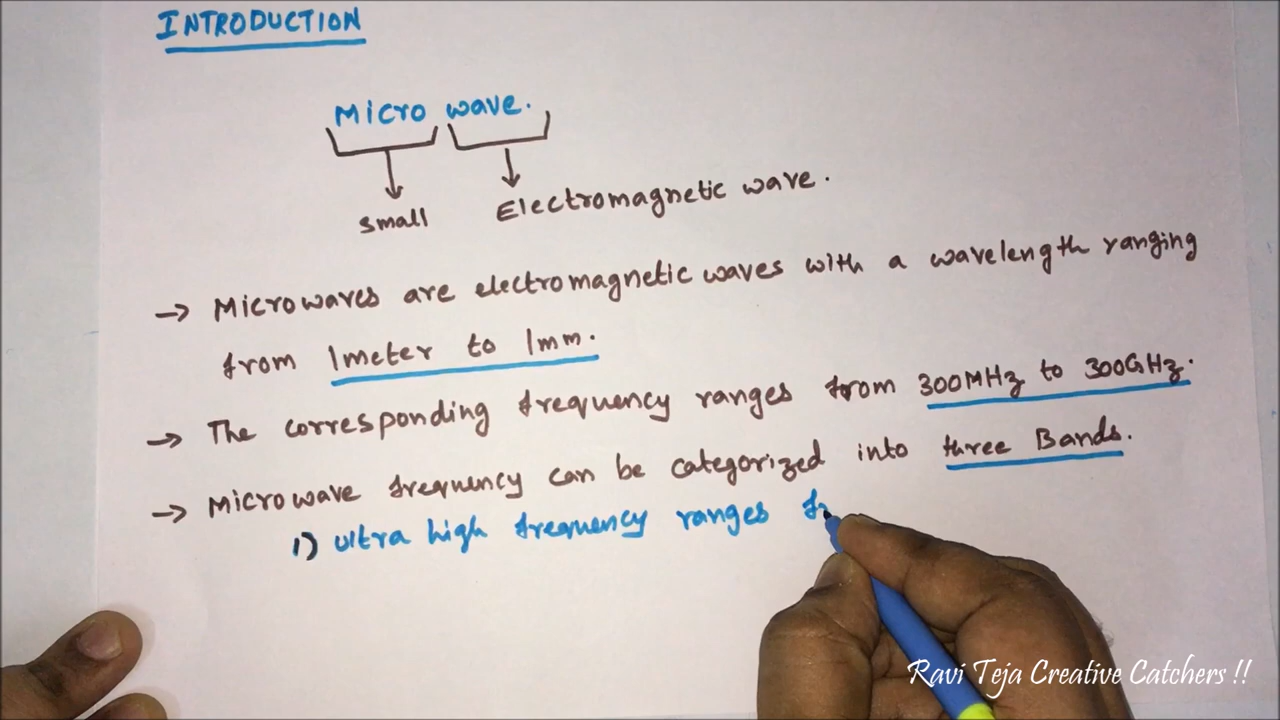 INTRODUCTION
Micro wave.
small Electromagnetic wave.
→ Microwaves are electromagnetic waves with a wavelength ranging
from 1meter to 1mm.
→ The corresponding frequency ranges from 300MHz to 300GHz.
→ Microwave frequency can be categorized into three Bands.
1) ultra high frequency ranges fr
Ravi Teja Creative Catchers !!